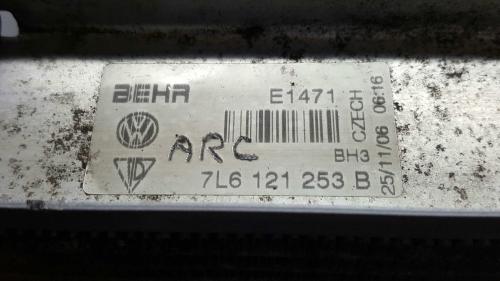 BEHR E1471
ARC
BH3
7L6 121 253 B
CZECH
25/11/06 06:16